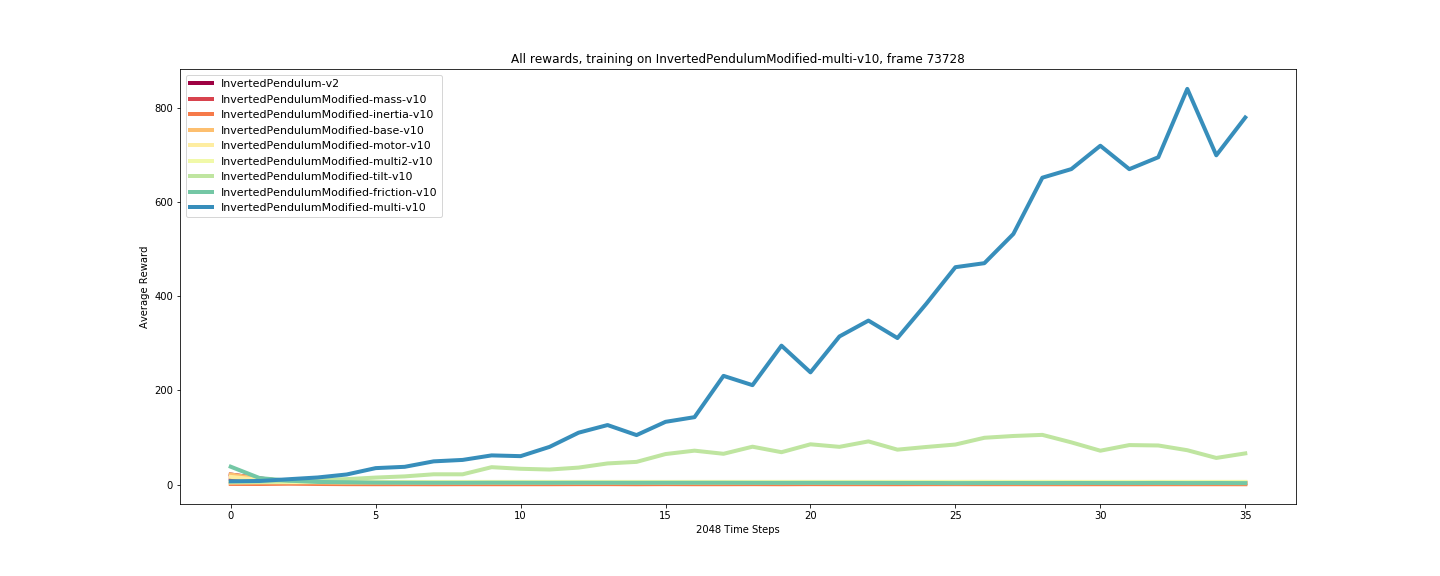 All rewards, training on InvertedPendulumModified-multi-v10, frame 73728
InvertedPendulum-v2
InvertedPendulumModified-mass-v10
InvertedPendulumModified-inertia-v10
InvertedPendulumModified-base-v10
InvertedPendulumModified-motor-v10
InvertedPendulumModified-multi2-v10
InvertedPendulumModified-tilt-v10
InvertedPendulumModified-friction-v10
InvertedPendulumModified-multi-v10
Average Reward
800
600
400
200
0
0 5 10 15 20 25 30 35
2048 Time Steps